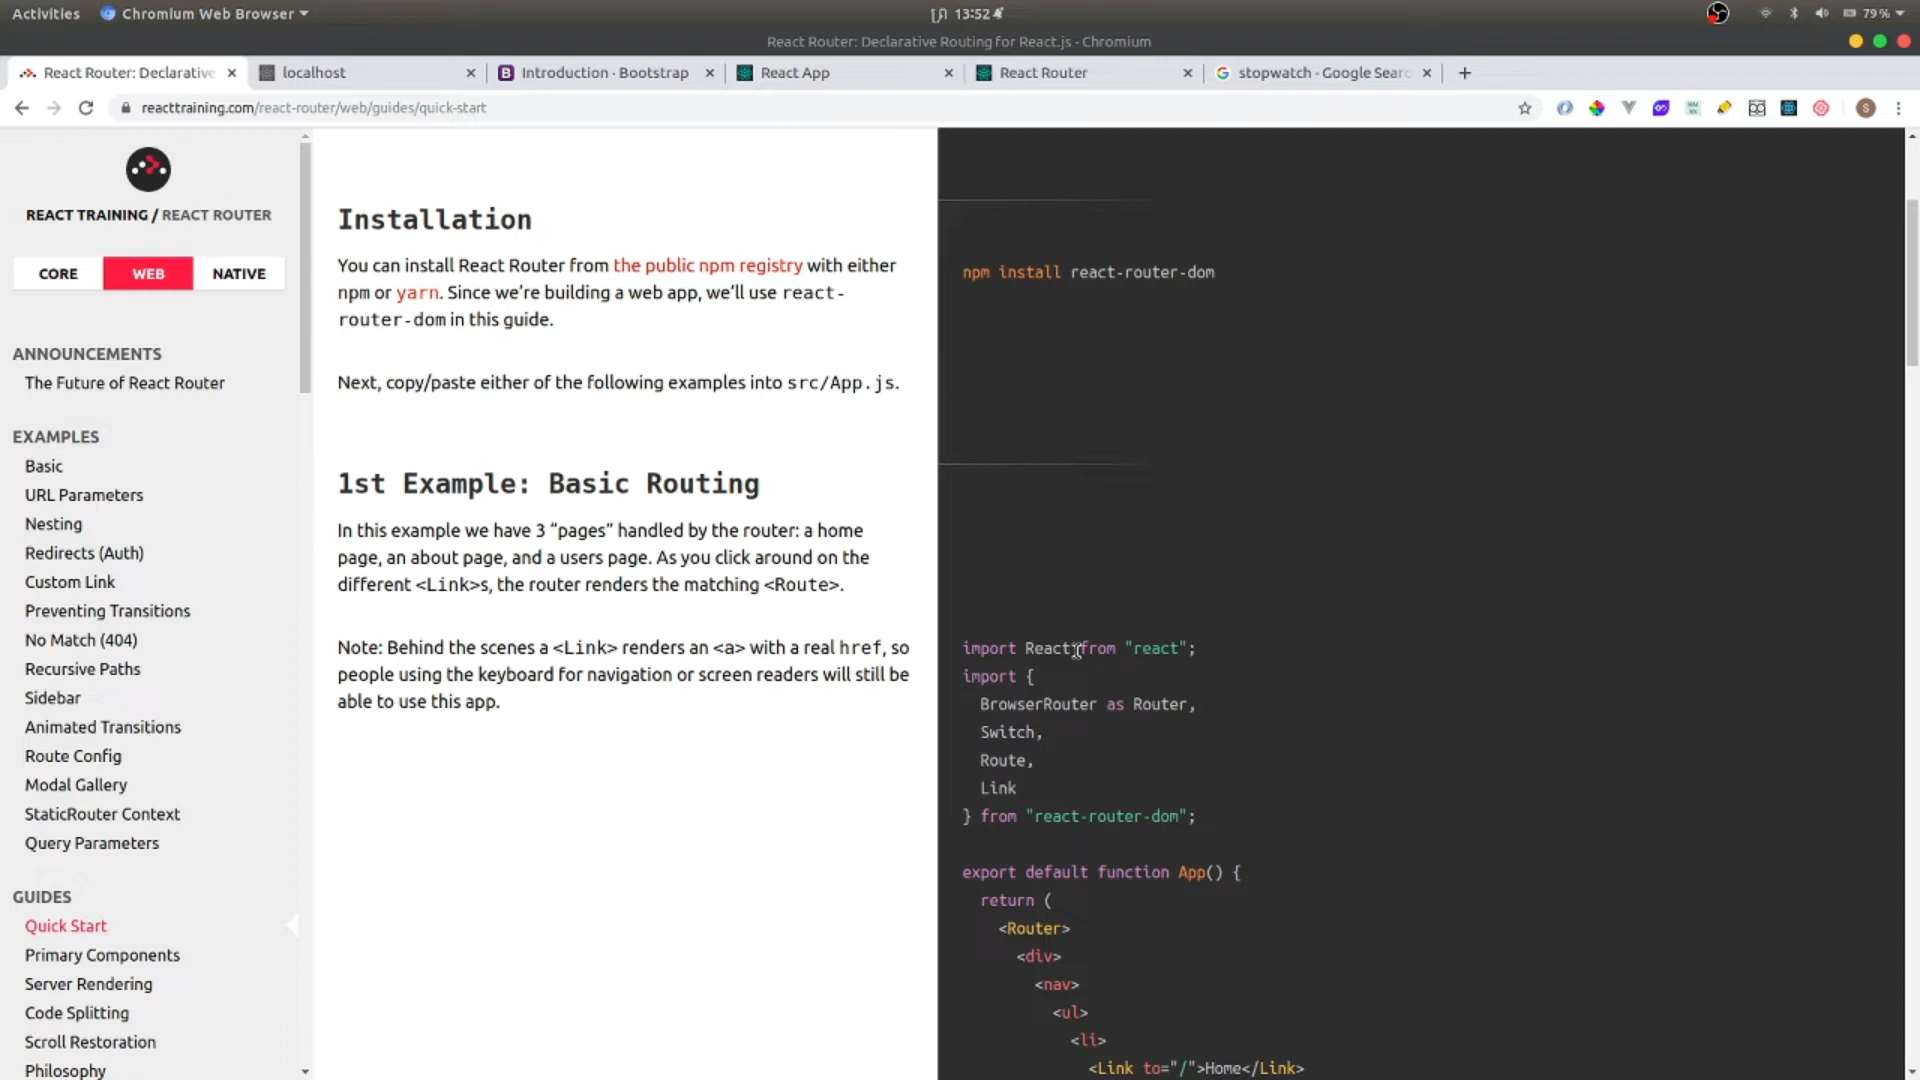 Activities
Chromium Web Browser
13:52
79 %
React Router: Declarative Routing for React.js - Chromium
React Router: Declarative
localhost
Introduction · Bootstrap
React App
React Router
stopwatch - Google Searc
reacttraining.com/react-router/web/guides/quick-start
S
REACT TRAINING / REACT ROUTER
CORE
WEB
NATIVE
ANNOUNCEMENTS
The Future of React Router
EXAMPLES
Basic
URL Parameters
Nesting
Redirects (Auth)
Custom Link
Preventing Transitions
No Match (404)
Recursive Paths
Sidebar
Animated Transitions
Route Config
Modal Gallery
StaticRouter Context
Query Parameters
GUIDES
Quick Start
Primary Components
Server Rendering
Code Splitting
Scroll Restoration
Philosophy
Installation
You can install React Router from the public npm registry with either
npm or yarn. Since we’re building a web app, we’ll use react-
router-dom in this guide.
Next, copy/paste either of the following examples into src/App.js.
1st Example: Basic Routing
In this example we have 3 “pages” handled by the router: a home
page, an about page, and a users page. As you click around on the
different <Link>s, the router renders the matching <Route>.
Note: Behind the scenes a <Link> renders an <a> with a real href, so
people using the keyboard for navigation or screen readers will still be
able to use this app.
npm install react-router-dom
import React from "react";
import {
BrowserRouter as Router,
Switch,
Route,
Link
} from "react-router-dom";
export default function App() {
return (
<Router>
<div>
<nav>
<ul>
<li>
<Link to="/">Home</Link>